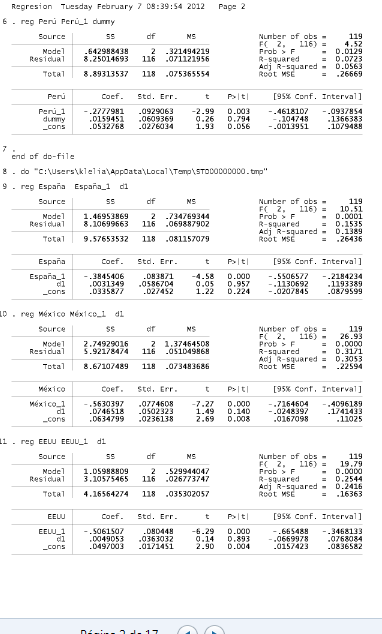 Regresion Tuesday February 7 08:39:54 2012 Page 2
6 . reg Perú Perú_1 dummy
Source SS df MS Number of obs = 119
F( 2, 116) = 4.52
Model .642988438 2 .321494219 Prob > F = 0.0129
Residual 8.25014693 116 .071121956 R-squared = 0.0723
Adj R-squared = 0.0563
Total 8.89313537 118 .075365554 Root MSE = .26669
Perú Coef. Std. Err. t P>|t| [95% Conf. Interval]
Perú_1 -.2777981 .0929063 -2.99 0.003 -.4618107 -.0937854
dummy .0159451 .0609369 0.26 0.794 -.104748 .1366383
_cons .0532768 .0276034 1.93 0.056 -.0013951 .1079488
7 .
end of do-file
8 . do "C:\Users\klelia\AppData\Local\Temp\STD00000000.tmp"
9 . reg España España_1 d1
Source SS df MS Number of obs = 119
F( 2, 116) = 10.51
Model 1.46953869 2 .734769344 Prob > F = 0.0001
Residual 8.10699663 116 .069887902 R-squared = 0.1535
Adj R-squared = 0.1389
Total 9.57653532 118 .081157079 Root MSE = .26436
España Coef. Std. Err. t P>|t| [95% Conf. Interval]
España_1 -.3845406 .083871 -4.58 0.000 -.5506577 -.2184234
d1 .0031349 .0586704 0.05 0.957 -.1130692 .1193389
_cons .0335877 .027452 1.22 0.224 -.0207845 .0879599
10 . reg México México_1 d1
Source SS df MS Number of obs = 119
F( 2, 116) = 26.93
Model 2.74929016 2 1.37464508 Prob > F = 0.0000
Residual 5.92178474 116 .051049868 R-squared = 0.3171
Adj R-squared = 0.3053
Total 8.67107489 118 .073483686 Root MSE = .22594
México Coef. Std. Err. t P>|t| [95% Conf. Interval]
México_1 -.5630397 .0774608 -7.27 0.000 -.7164604 -.4096189
d1 .0746518 .0502323 1.49 0.140 -.0248397 .1741433
_cons .0634799 .0236138 2.69 0.008 .0167098 .11025
11 . reg EEUU EEUU_1 d1
Source SS df MS Number of obs = 119
F( 2, 116) = 19.79
Model 1.05988809 2 .529944047 Prob > F = 0.0000
Residual 3.10575465 116 .026773747 R-squared = 0.2544
Adj R-squared = 0.2416
Total 4.16564274 118 .035302057 Root MSE = .16363
EEUU Coef. Std. Err. t P>|t| [95% Conf. Interval]
EEUU_1 -.5061507 .080448 -6.29 0.000 -.665488 -.3468133
d1 .0049053 .0363032 0.14 0.893 -.0669978 .0768084
_cons .0497003 .0171451 2.90 0.004 .0157423 .0836582
Página 2 de 17